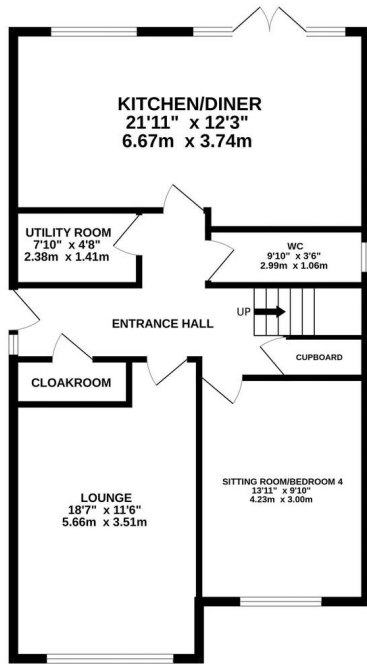 KITCHEN/DINER
21'11" x 12'3"
6.67m x 3.74m
UTILITY ROOM
7'10" x 4'8"
2.38m x 1.41m
WC
9'10" x 3'6"
2.99m x 1.06m
UP
ENTRANCE HALL
CUPBOARD
CLOAKROOM
LOUNGE
18'7" x 11'6"
5.66m x 3.51m
SITTING ROOM/BEDROOM 4
13'11" x 9'10"
4.23m x 3.00m